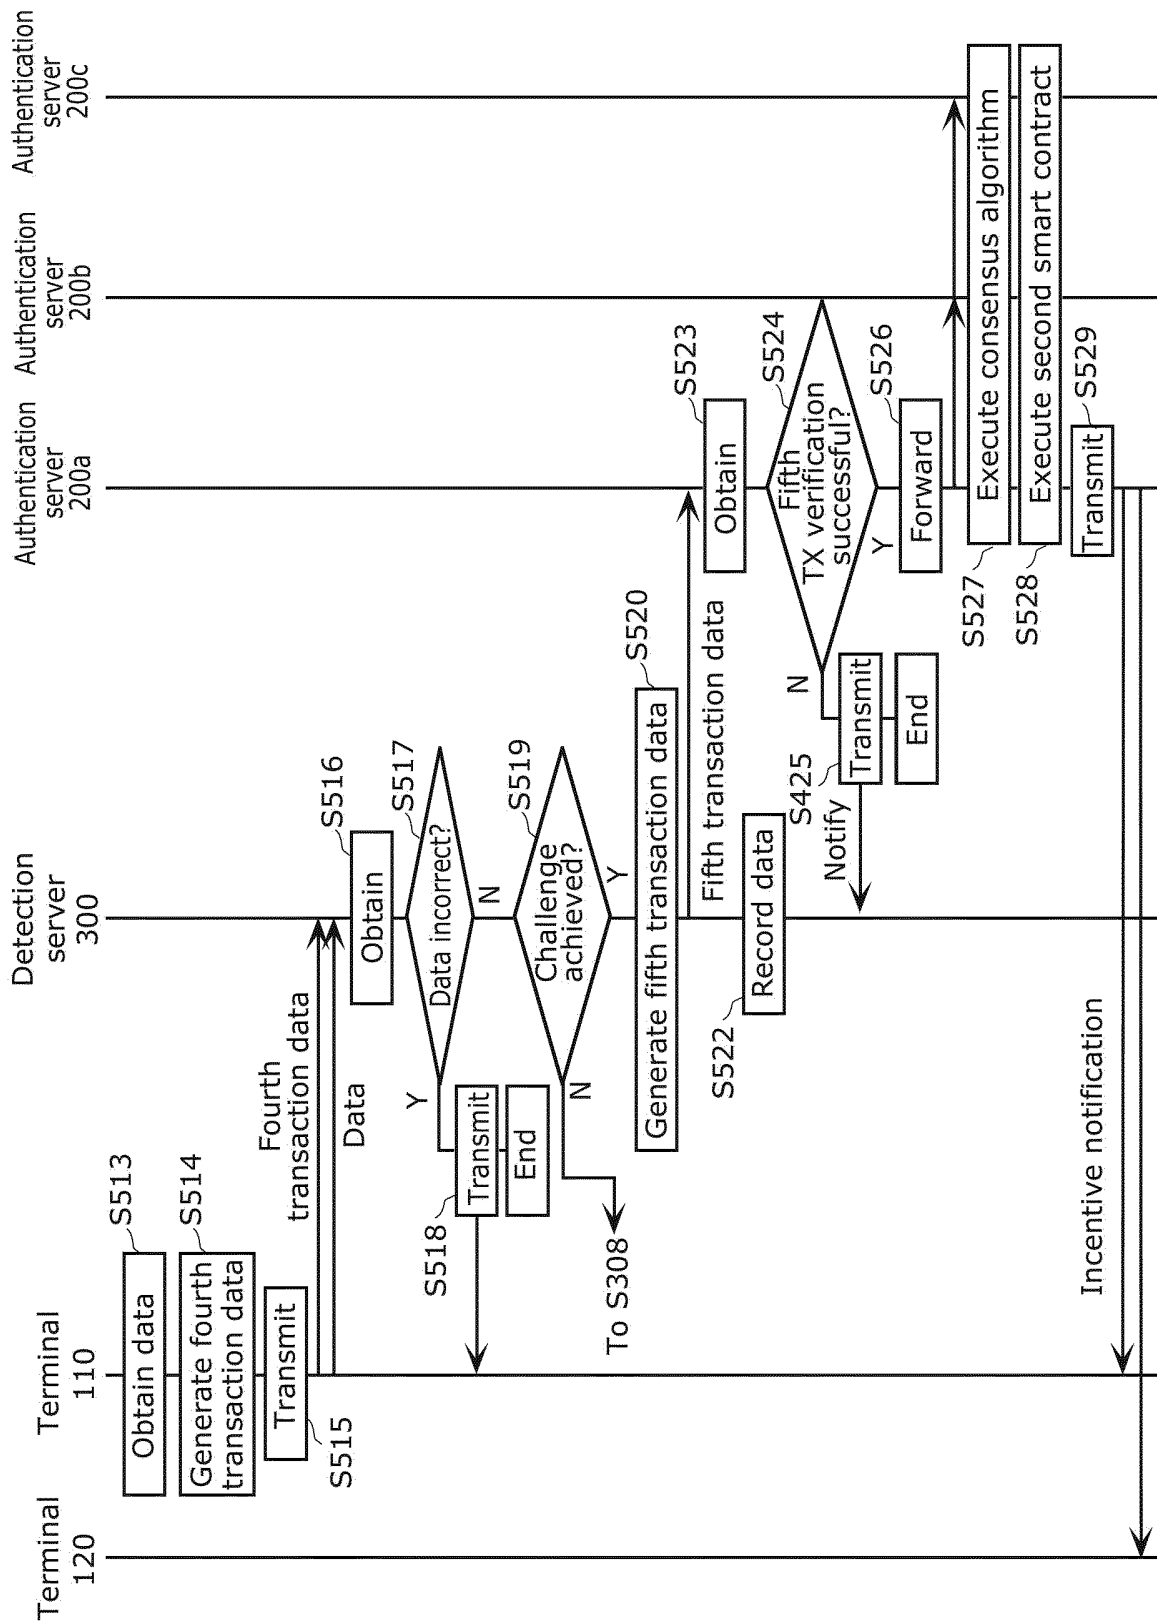 Terminal
120
Terminal
110
Detection
server
300
Authentication
server
200a
Authentication
server
200b
Authentication
server
200c
Obtain data
S513
Generate fourth
transaction data
S514
Transmit
S515
Fourth
transaction data
Data
Obtain
S516
Data incorrect?
S517
Y
N
Transmit
S518
End
Challenge
achieved?
S519
N
Y
To S308
Generate fifth transaction data
S520
Fifth transaction data
Obtain
S523
Record data
S522
Fifth
TX verification
successful?
S524
N
Y
Transmit
S425
Notify
End
Forward
S526
Execute consensus algorithm
S527
Execute second smart contract
S528
Transmit
S529
Incentive notification